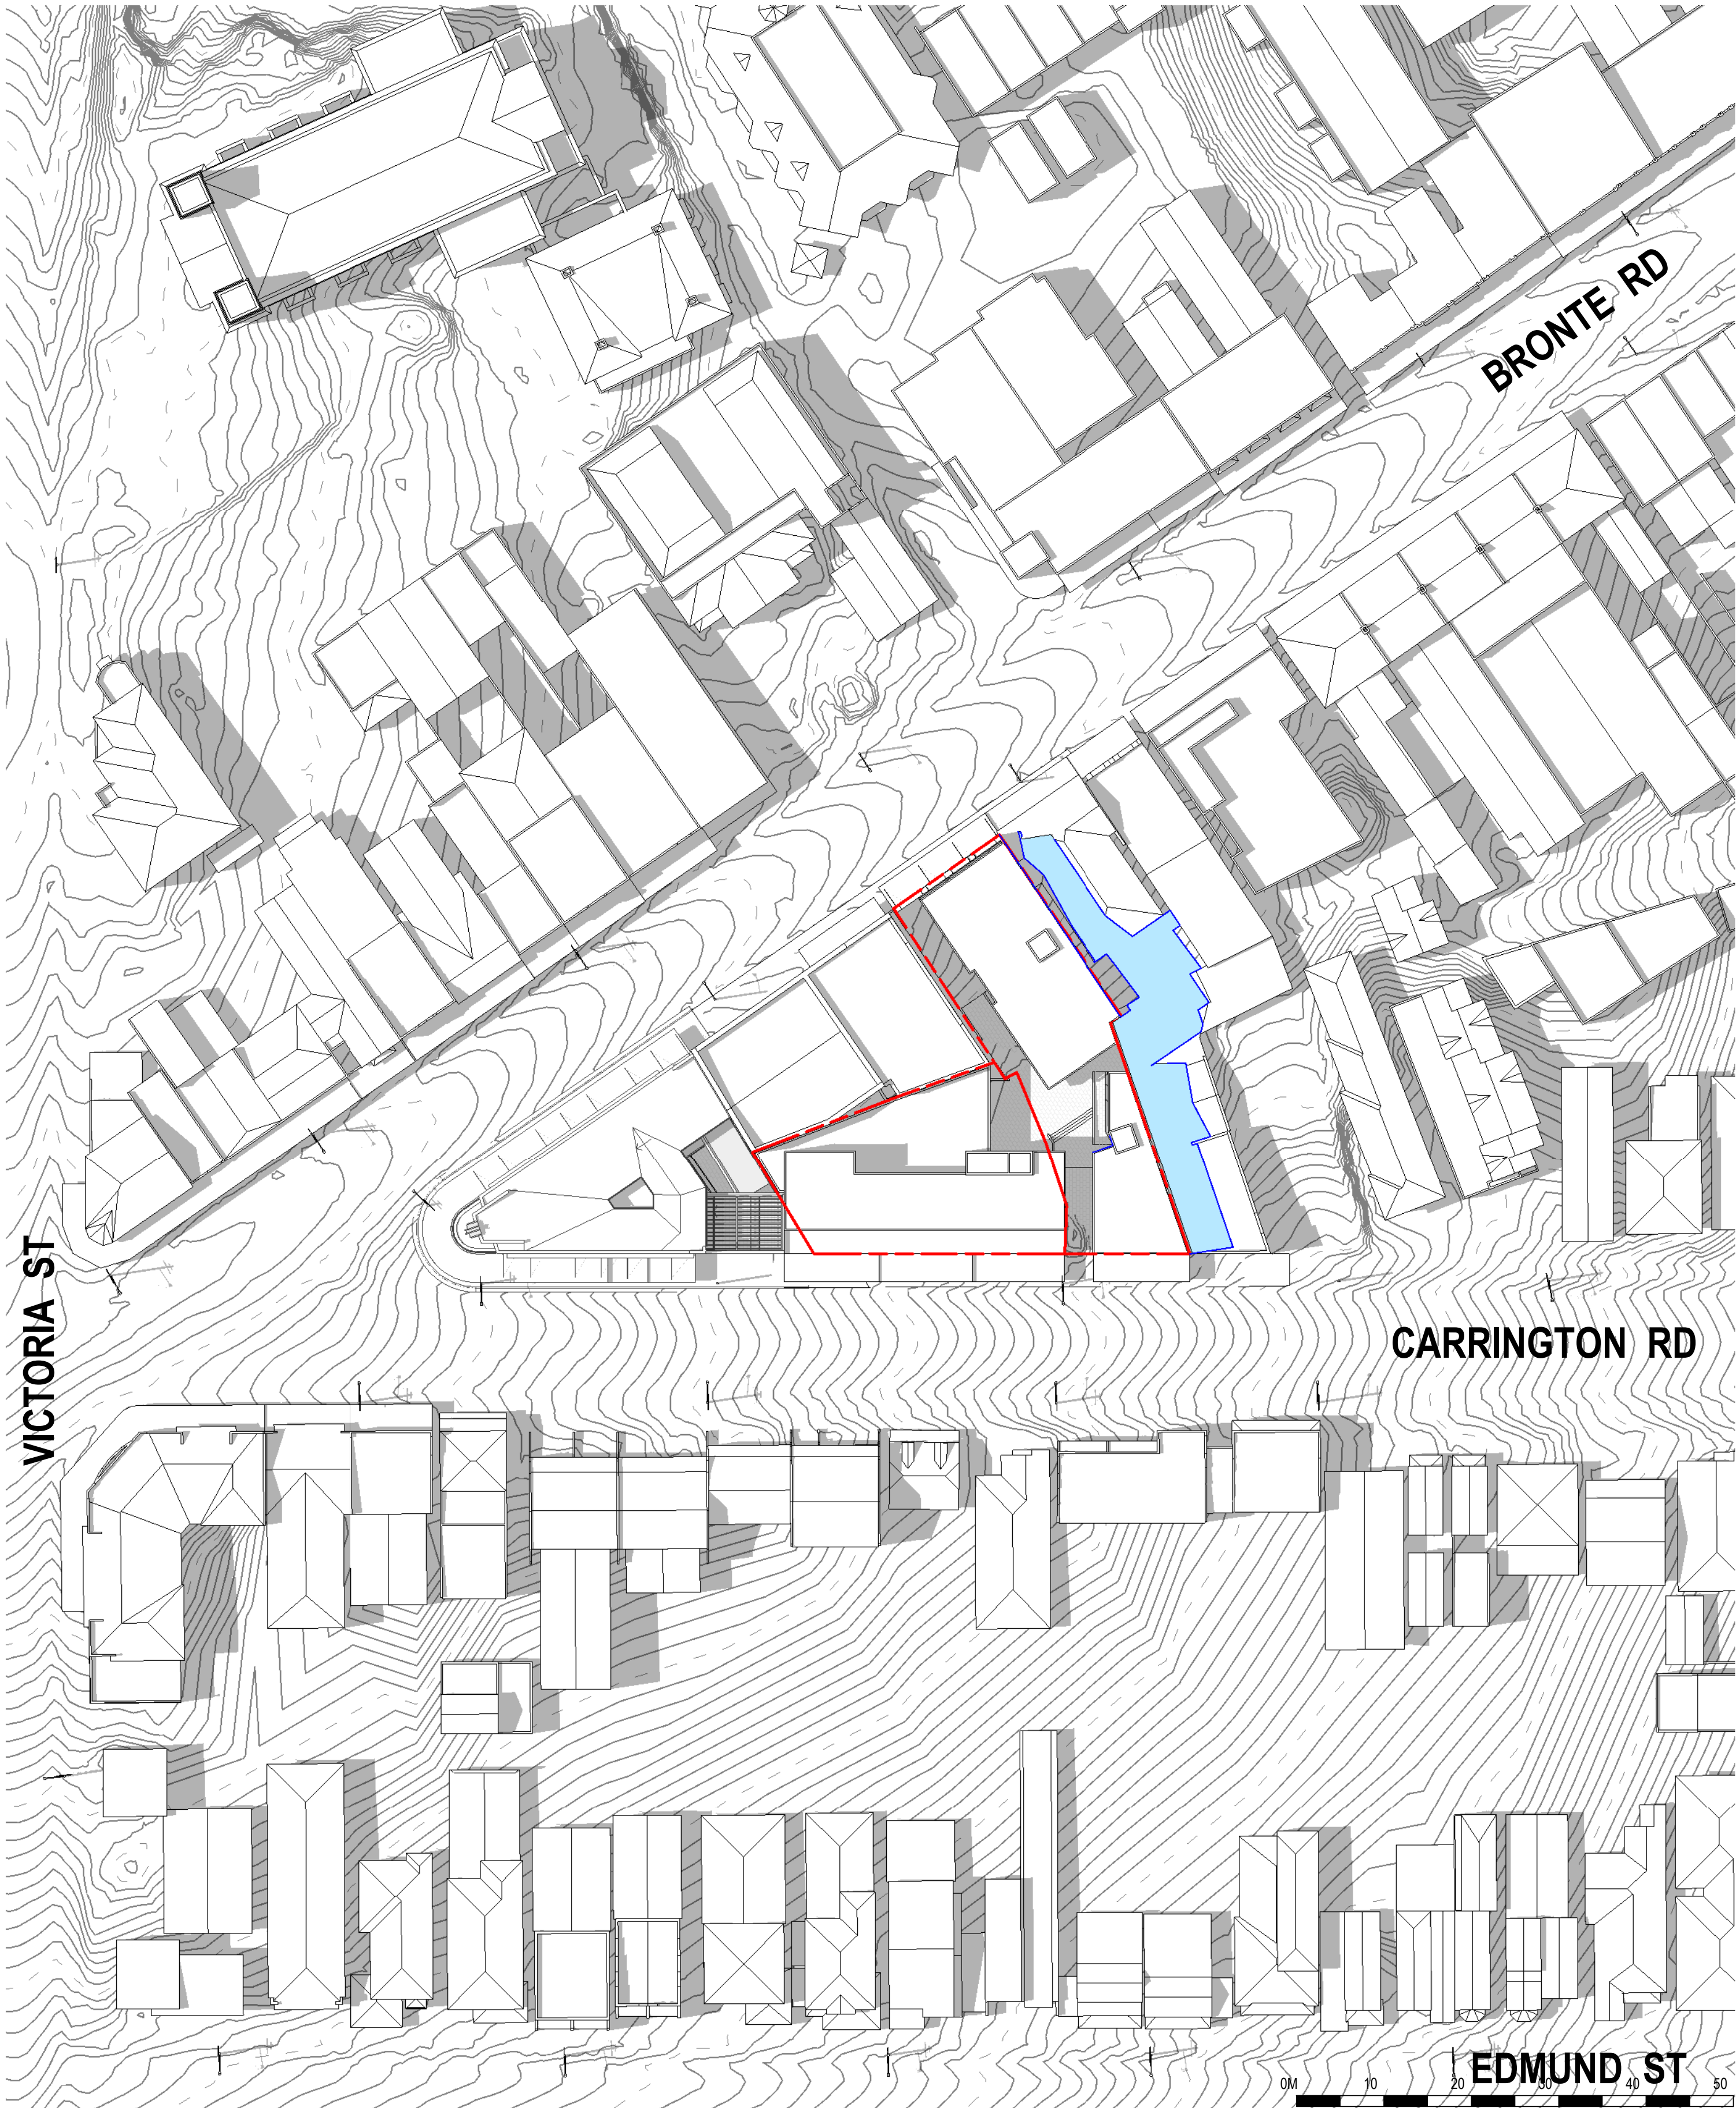 BRONTE RD
VICTORIA ST
CARRINGTON RD
EDMUND ST
0M 10 20 30 40 50